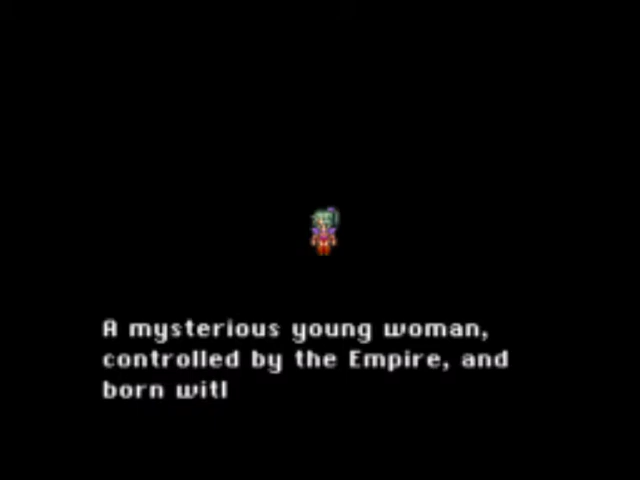 A mysterious young woman,
controlled by the Empire, and
born witl